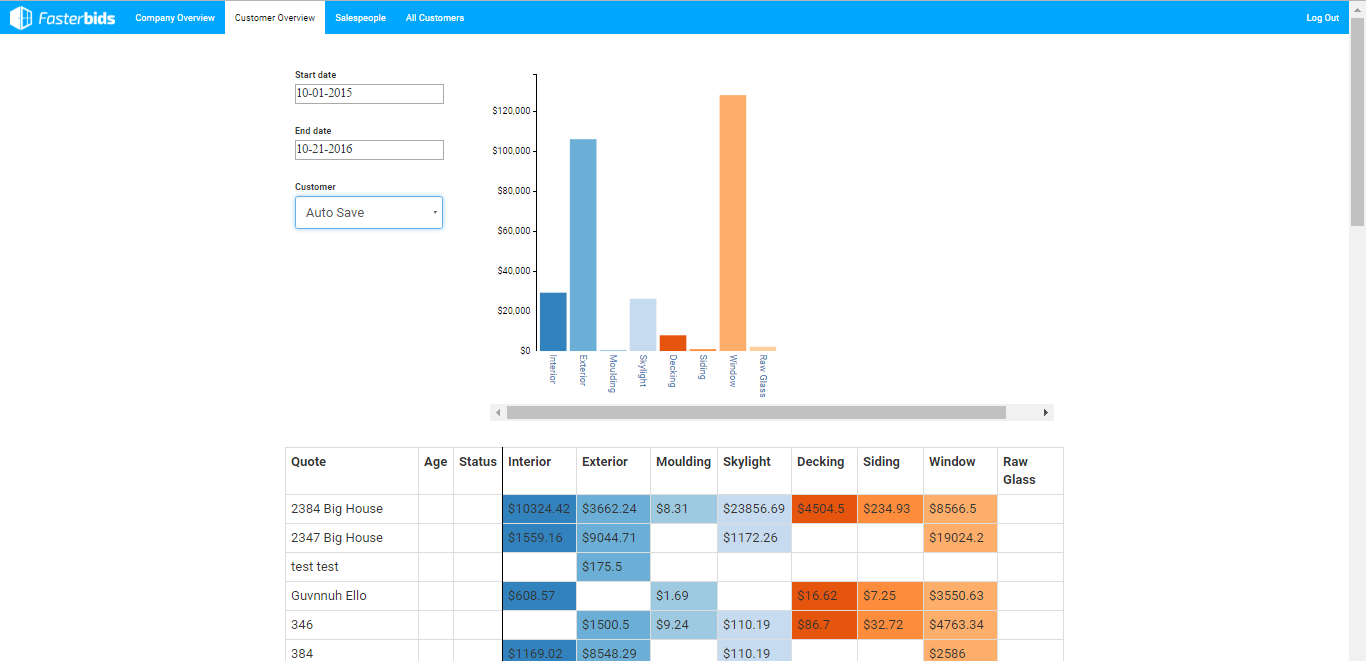 Fasterbids Company Overview Customer Overview Salespeople All Customers Log Out
Start date
10-01-2015
End date
10-21-2016
Customer
Auto Save
$120,000
$100,000
$80,000
$60,000
$40,000
$20,000
$0
Interior Exterior Moulding Skylight Decking Siding Window Raw Glass
Quote Age Status Interior Exterior Moulding Skylight Decking Siding Window Raw Glass
2384 Big House $10324.42 $3662.24 $8.31 $23856.69 $4504.5 $234.93 $8566.5
2347 Big House $1559.16 $9044.71 $1172.26 $19024.2
test test $175.5
Guvnnuh Ello $608.57 $1.69 $16.62 $7.25 $3550.63
346 $1500.5 $9.24 $110.19 $86.7 $32.72 $4763.34
384 $1169.02 $8548.29 $110.19 $2586